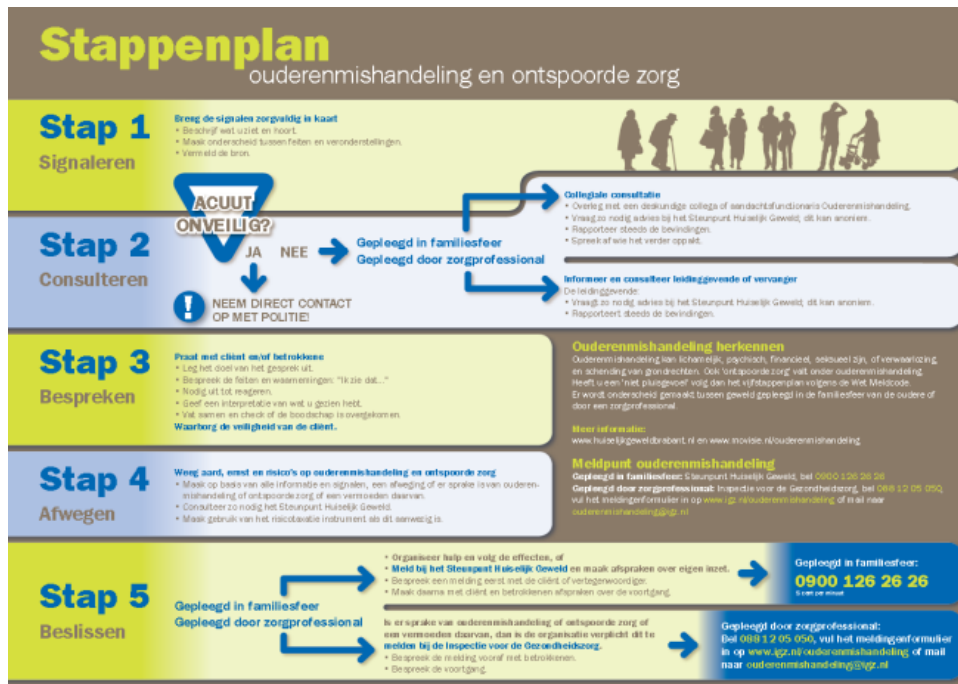 Stappenplan
ouderenmishandeling en ontspoorde zorg
Stap 1
Signaleren
Breng de signalen zorgvuldig in kaart
• Beschrijf wat u ziet en hoort.
• Maak onderscheid tussen feiten en veronderstellingen.
• Vermeld de bron.
ACUUT
ONVEILIG?
JA NEE
NEEM DIRECT CONTACT
OP MET POLITIE!
Stap 2
Consulteren
Gepleegd in familiesfeer
Gepleegd door zorgprofessional
Collegiale consultatie
• Overleg met een deskundige collega of aandachtsfunctionaris Ouderenmishandeling.
• Vraag zo nodig advies bij het Steunpunt Huiselijk Geweld, dit kan anoniem.
• Rapporteer steeds de bevindingen.
• Spreek af wie het verder oppakt.
Informeer en consulteer leidinggevende of vervanger
De leidinggevende:
• Vraagt zo nodig advies bij het Steunpunt Huiselijk Geweld, dit kan anoniem.
• Rapporteert steeds de bevindingen.
Stap 3
Bespreken
Praat met cliënt en/of betrokkene
• Leg het doel van het gesprek uit.
• Bespreek de feiten en waarnemingen: "Ik zie dat..."
• Nodig uit tot reageren.
• Geef een interpretatie van wat u gezien hebt.
• Vat samen en check of de boodschap is overgekomen.
Waarborg de veiligheid van de cliënt.
Ouderenmishandeling herkennen
Ouderenmishandeling kan lichamelijk, psychisch, financieel, seksueel zijn, of verwaarlozing,
en schending van grondrechten. Ook 'ontspoorde zorg' valt onder ouderenmishandeling.
Heeft u een 'niet pluisgevoel' volg dan het vijfstappenplan volgens de Wet Meldcode.
Er wordt onderscheid gemaakt tussen geweld gepleegd in de familiesfeer van de oudere of
door een zorgprofessional.
Meer informatie:
www.huiselijkgeweldbrabant.nl en www.movisie.nl/ouderenmishandeling
Meldpunt ouderenmishandeling
Gepleegd in familiesfeer: Steunpunt Huiselijk Geweld, bel 0900 126 26 26
Gepleegd door zorgprofessional: Inspectie voor de Gezondheidszorg, bel 088 12 05 050,
vul het meldingenformulier in op www.igz.nl/ouderenmishandeling of mail naar
ouderenmishandeling@igz.nl
Stap 4
Afwegen
Weeg aard, ernst en risico's op ouderenmishandeling en ontspoorde zorg
• Maak op basis van alle informatie en signalen, een afweging of er sprake is van ouderen-
mishandeling of ontspoorde zorg of een vermoeden daarvan.
• Consulteer zo nodig het Steunpunt Huiselijk Geweld.
• Maak gebruik van het risicotaxatie instrument als dit aanwezig is.
Stap 5
Beslissen
Gepleegd in familiesfeer
Gepleegd door zorgprofessional
• Organiseer hulp en volg de effecten, of
• Meld bij het Steunpunt Huiselijk Geweld en maak afspraken over eigen inzet.
• Bespreek een melding eerst met de cliënt of vertegenwoordiger.
• Maak daarna met cliënt en betrokkenen afspraken over de voortgang.
Gepleegd in familiesfeer:
0900 126 26 26
5 cent per minuut
Is er sprake van ouderenmishandeling of ontspoorde zorg of
een vermoeden daarvan, dan is de organisatie verplicht dit te
melden bij de Inspectie voor de Gezondheidszorg.
• Bespreek de melding vooraf met betrokkenen.
• Bespreek de voortgang.
Gepleegd door zorgprofessional:
Bel 088 12 05 050, vul het meldingenformulier
in op www.igz.nl/ouderenmishandeling of mail
naar ouderenmishandeling@igz.nl